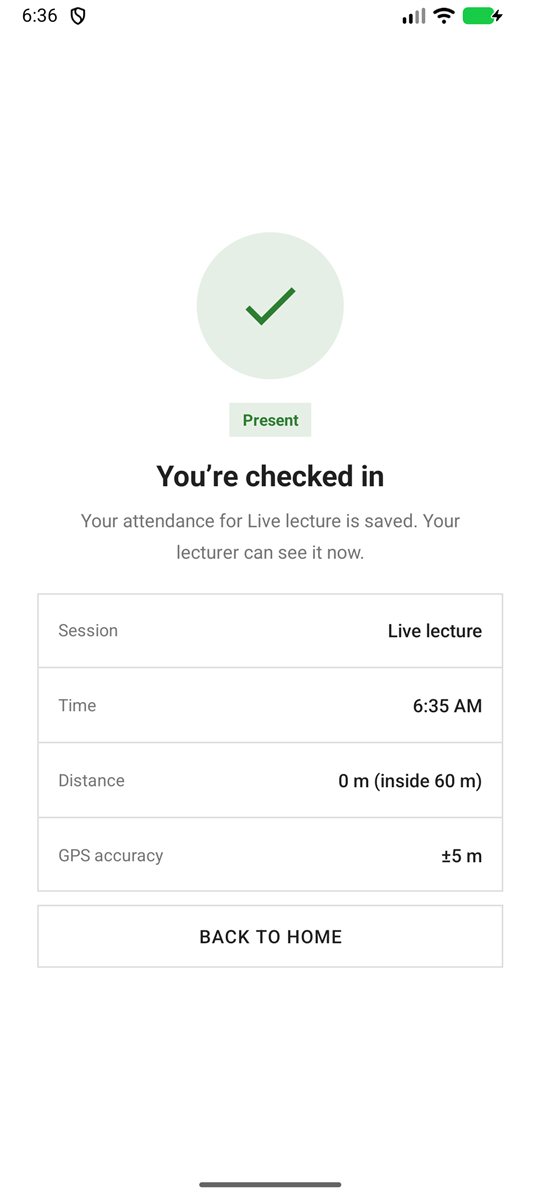 6:36
Present
You’re checked in
Your attendance for Live lecture is saved. Your
lecturer can see it now.
Session Live lecture
Time 6:35 AM
Distance 0 m (inside 60 m)
GPS accuracy ±5 m
BACK TO HOME